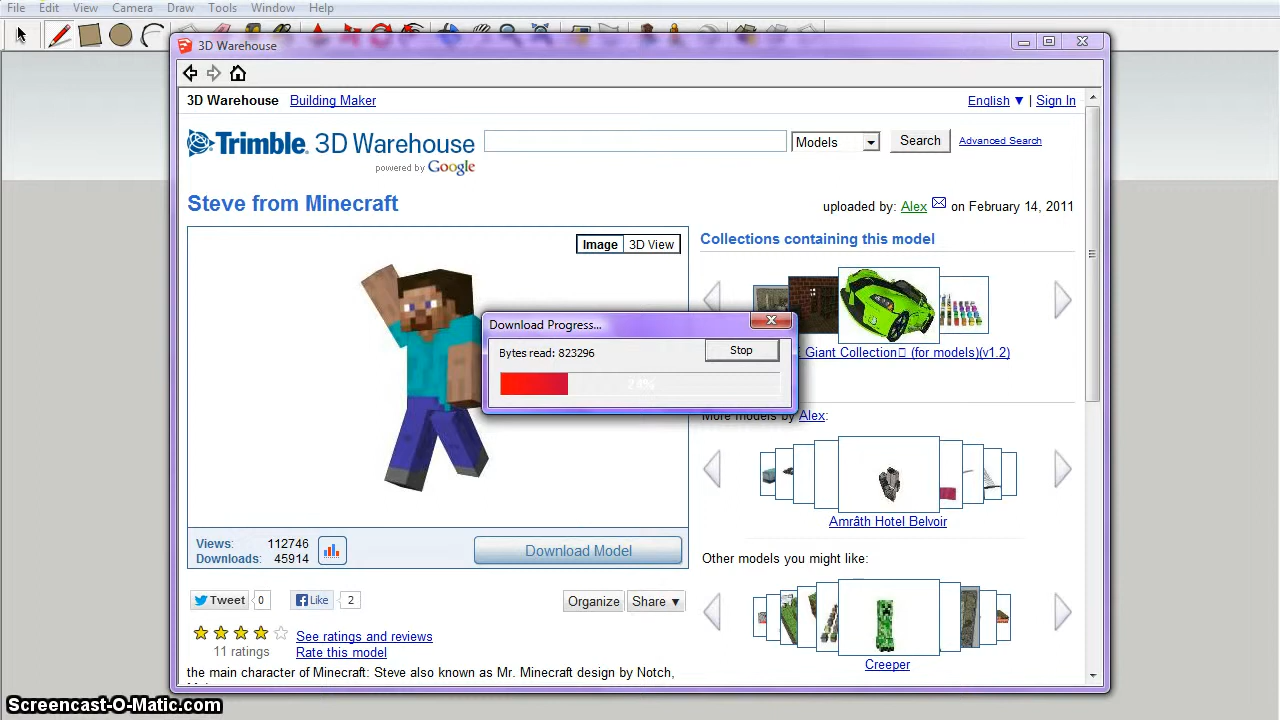 File Edit View Camera Draw Tools Window Help
3D Warehouse
3D Warehouse Building Maker English ▼ | Sign In
Trimble. 3D Warehouse Models Search Advanced Search
powered by Google
Steve from Minecraft
uploaded by: Alex on February 14, 2011
Image 3D View
Collections containing this model
Download Progress...
Bytes read: 823296 Stop
Giant Collection (for models)(v1.2)
More models by Alex:
Amrâth Hotel Belvoir
Views: 112746
Downloads: 45914
Download Model
Other models you might like:
Tweet 0 Like 2 Organize Share ▼
See ratings and reviews
11 ratings Rate this model
Creeper
the main character of Minecraft: Steve also known as Mr. Minecraft design by Notch,
Screencast-O-Matic.com